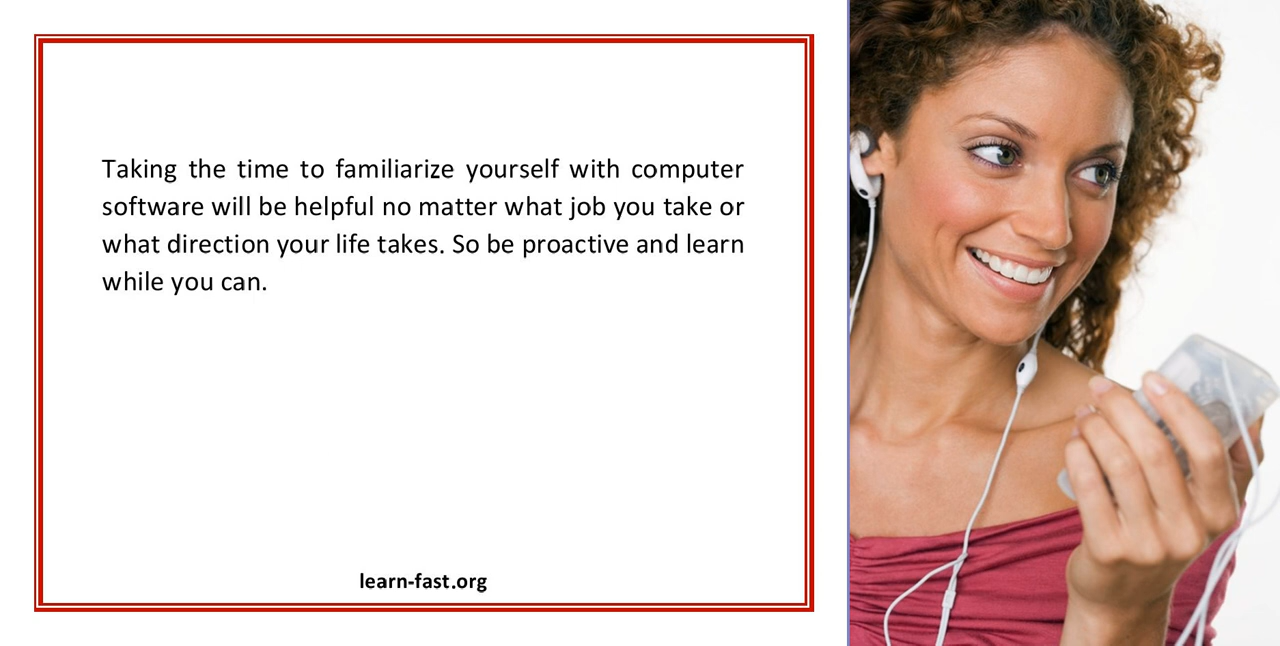 Taking the time to familiarize yourself with computer
software will be helpful no matter what job you take or
what direction your life takes. So be proactive and learn
while you can.
learn-fast.org